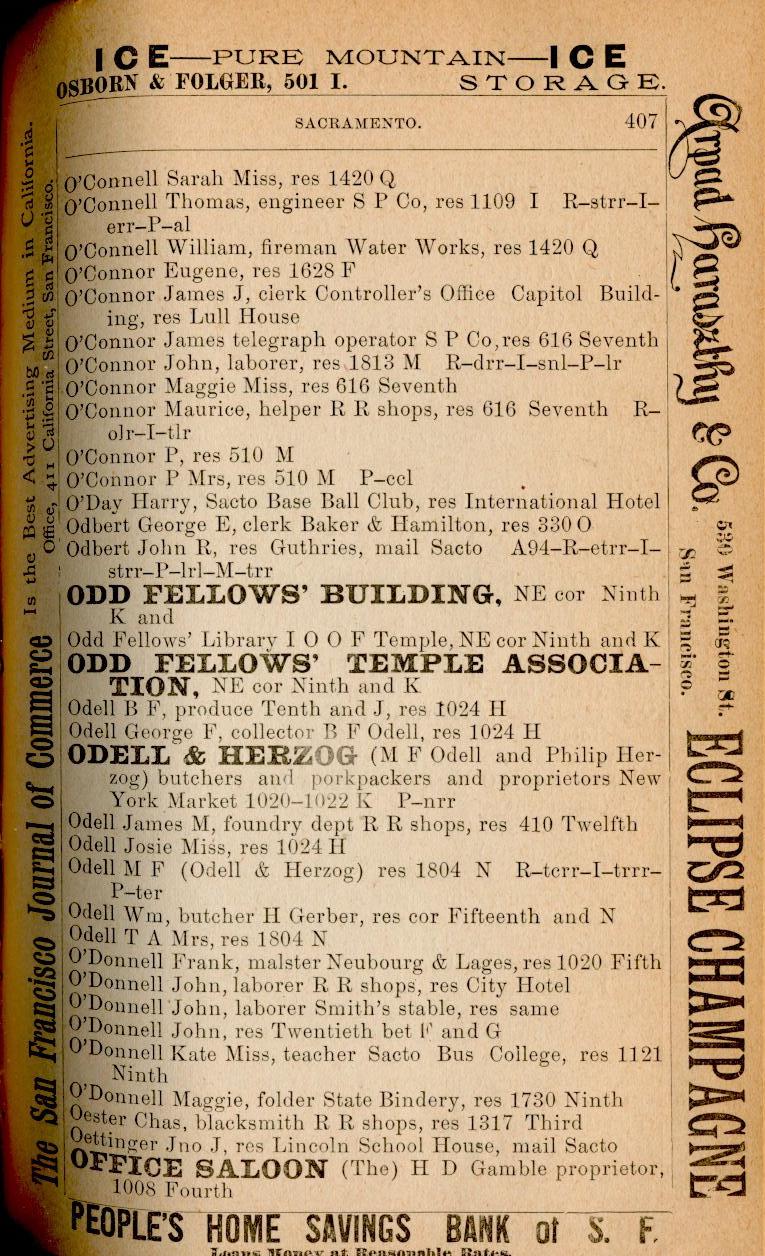 ICE—PURE MOUNTAIN—ICE
OSBORN & FOLGER, 501 I. STORAGE.
SACRAMENTO. 407
O'Connell Sarah Miss, res 1420 Q
O'Connell Thomas, engineer S P Co, res 1109 I R-strr-I-
err-P-al
O'Connell William, fireman Water Works, res 1420 Q
O'Connor Eugene, res 1628 F
O'Connor James J, clerk Controller's Office Capitol Build-
ing, res Lull House
O'Connor James telegraph operator S P Co, res 616 Seventh
O'Connor John, laborer, res 1813 M R-drr-I-snl-P-lr
O'Connor Maggie Miss, res 616 Seventh
O'Connor Maurice, helper R R shops, res 616 Seventh R-
olr-I-tlr
O'Connor P, res 510 M
O'Connor P Mrs, res 510 M P-ccl
O'Day Harry, Sacto Base Ball Club, res International Hotel
Odbert George E, clerk Baker & Hamilton, res 330 O
Odbert John R, res Guthries, mail Sacto A94-R-etrr-I-
strr-P-lrl-M-trr
ODD FELLOWS' BUILDING, NE cor Ninth
K and
Odd Fellows' Library I O O F Temple, NE cor Ninth and K
ODD FELLOWS' TEMPLE ASSOCIA-
TION, NE cor Ninth and K
Odell B F, produce Tenth and J, res 1024 H
Odell George F, collector B F Odell, res 1024 H
ODELL & HERZOG (M F Odell and Philip Her-
zog) butchers and porkpackers and proprietors New
York Market 1020-1022 K P-nrr
Odell James M, foundry dept R R shops, res 410 Twelfth
Odell Josie Miss, res 1024 H
Odell M F (Odell & Herzog) res 1804 N R-tcrr-I-trrr-
P-ter
Odell Wm, butcher H Gerber, res cor Fifteenth and N
Odell T A Mrs, res 1804 N
O'Donnell Frank, malster Neubourg & Lages, res 1020 Fifth
O'Donnell John, laborer R R shops, res City Hotel
O'Donnell John, laborer Smith's stable, res same
O'Donnell John, res Twentieth bet F and G
O'Donnell Kate Miss, teacher Sacto Bus College, res 1121
Ninth
O'Donnell Maggie, folder State Bindery, res 1730 Ninth
Oester Chas, blacksmith R R shops, res 1317 Third
Oettinger Jno J, res Lincoln School House, mail Sacto
OFFICE SALOON (The) H D Gamble proprietor,
1008 Fourth
PEOPLE'S HOME SAVINGS BANK of S. F.
Loans Money at Reasonable Rates.
The San Francisco Journal of Commerce Is the Best Advertising Medium in California.
Office, 411 California Street, San Francisco.
Arpad Haraszthy & Co. 530 Washington St.
San Francisco.
ECLIPSE CHAMPAGNE